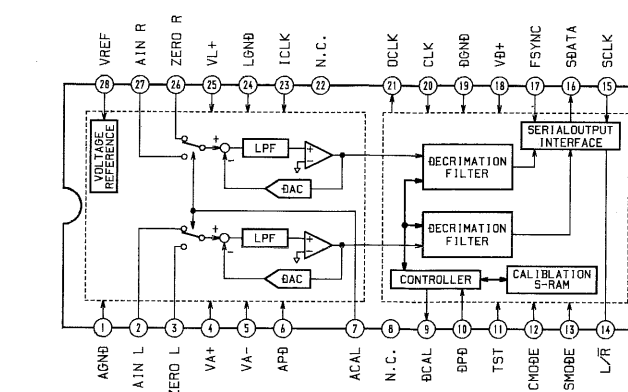 VREF
AIN R
ZERO R
VL+
LGND
ICLK
N.C.
OCLK
CLK
DGND
VD+
FSYNC
SDATA
SCLK
28
27
26
25
24
23
22
21
20
19
18
17
16
15
VOLTAGE
REFERENCE
+
-
LPF
+
-
DAC
DECRIMATION
FILTER
SERIAL OUTPUT
INTERFACE
+
-
LPF
+
-
DAC
DECRIMATION
FILTER
CONTROLLER
CALIBLATION
S-RAM
1
2
3
4
5
6
7
8
9
10
11
12
13
14
AGND
AIN L
ZERO L
VA+
VA-
APD
ACAL
N.C.
DCAL
DPD
TST
CMODE
SMODE
L/R